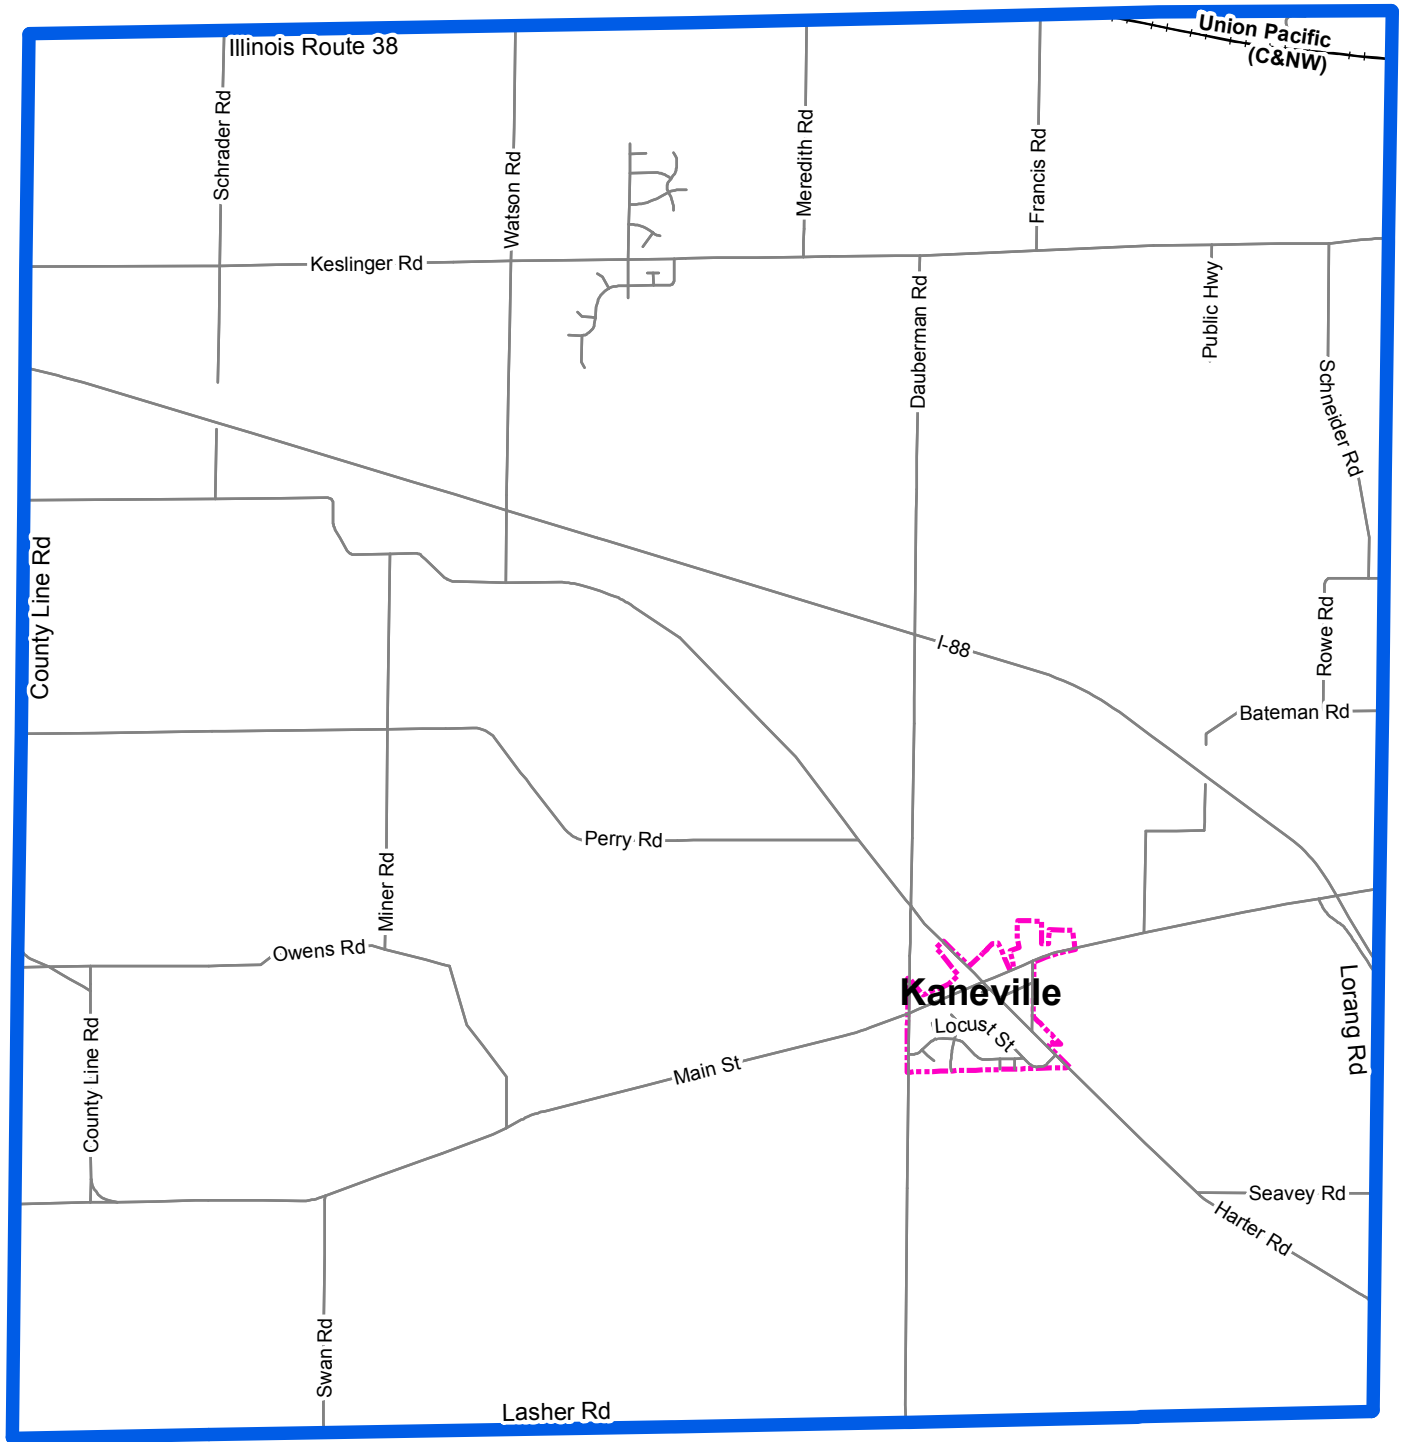 Union Pacific
(C&NW)
Illinois Route 38
Schrader Rd
Watson Rd
Meredith Rd
Francis Rd
Keslinger Rd
Dauberman Rd
Public Hwy
Schneider Rd
County Line Rd
I-88
Rowe Rd
Bateman Rd
Perry Rd
Miner Rd
Owens Rd
Kaneville
Locust St
Lorang Rd
County Line Rd
Main St
Seavey Rd
Harter Rd
Swan Rd
Lasher Rd